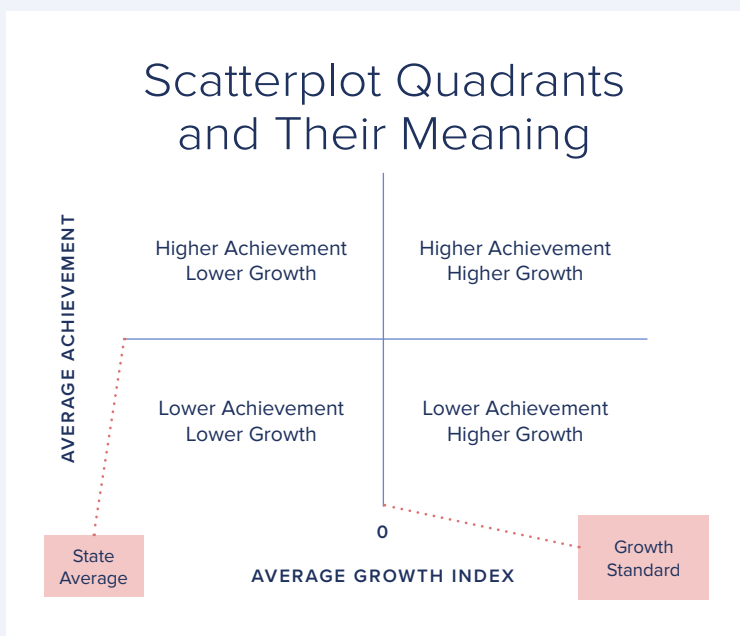 Scatterplot Quadrants
and Their Meaning
AVERAGE ACHIEVEMENT
Higher Achievement
Lower Growth
Higher Achievement
Higher Growth
Lower Achievement
Lower Growth
Lower Achievement
Higher Growth
State
Average
0
Growth
Standard
AVERAGE GROWTH INDEX